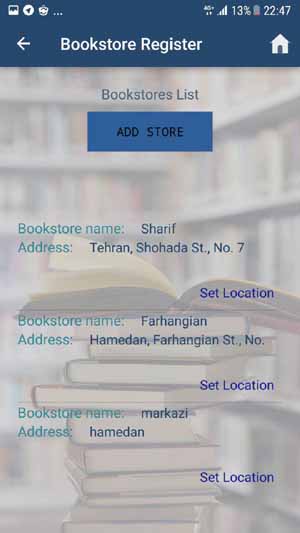 ... 4G+ 13% 22:47
Bookstore Register
Bookstores List
ADD STORE
Bookstore name: Sharif
Address: Tehran, Shohada St., No. 7
Set Location
Bookstore name: Farhangian
Address: Hamedan, Farhangian St., No.
Set Location
Bookstore name: markazi
Address: hamedan
Set Location